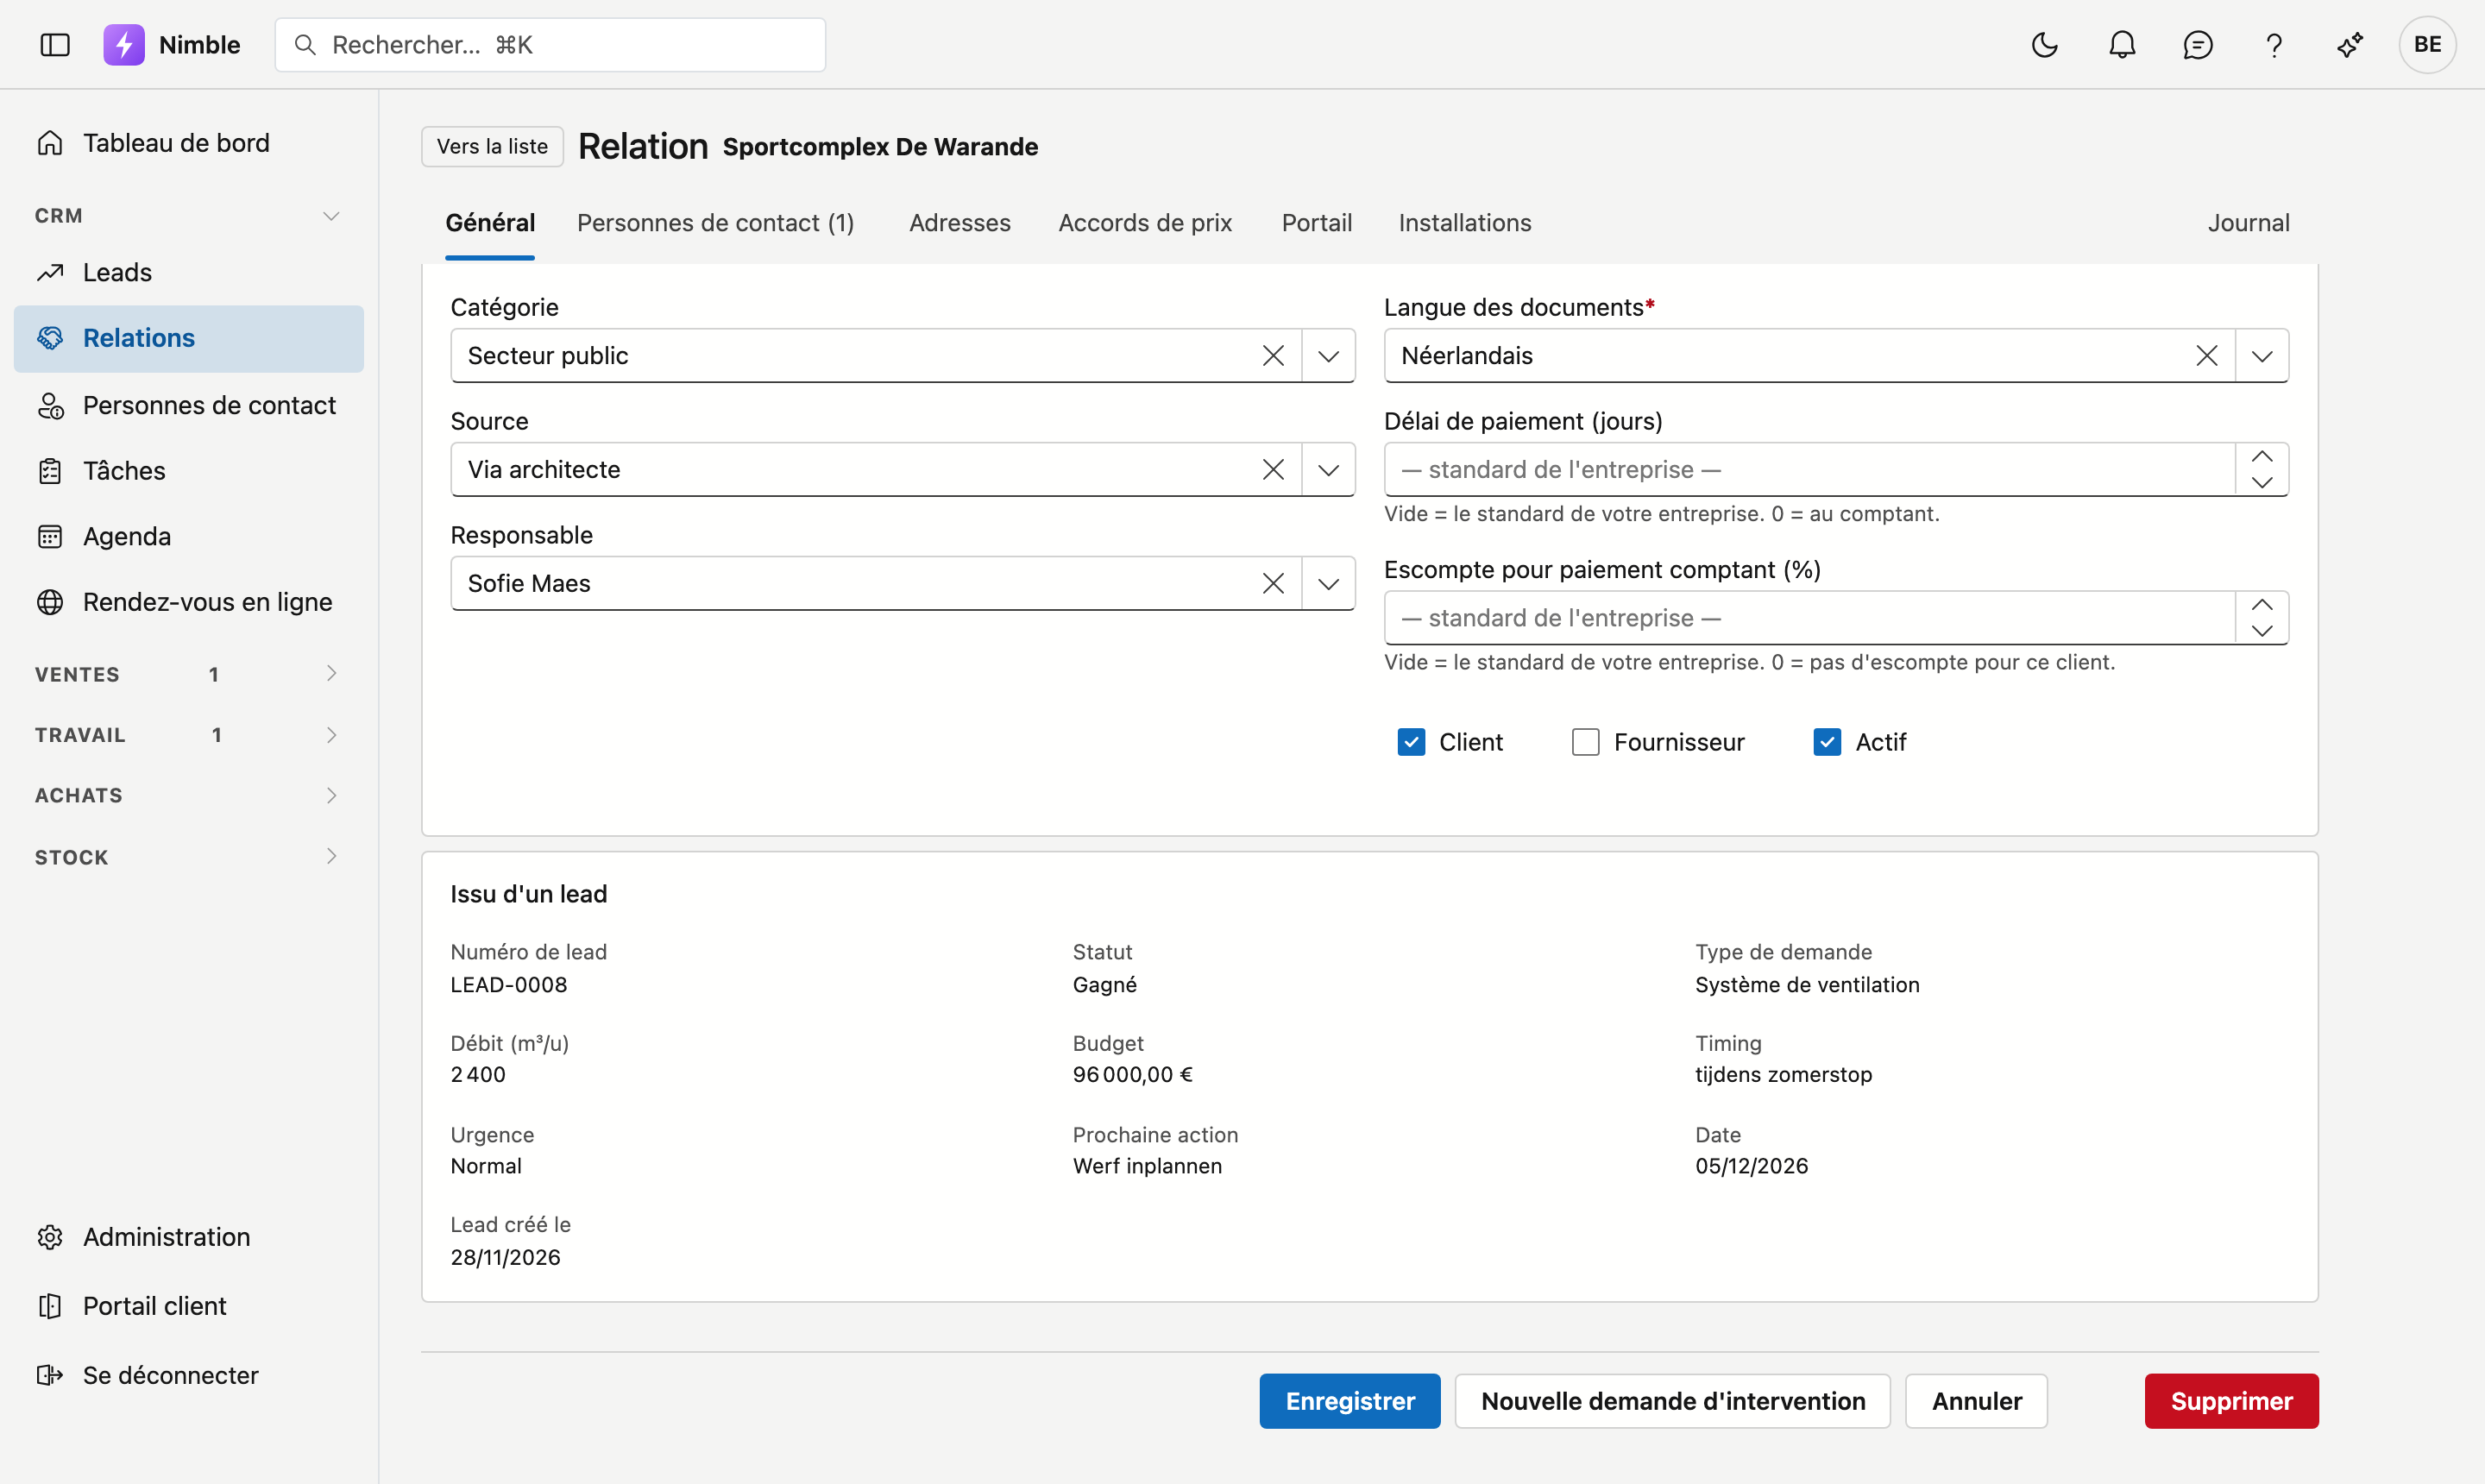 Nimble
Rechercher... ⌘K
BE
Tableau de bord
CRM
Leads
Relations
Personnes de contact
Tâches
Agenda
Rendez-vous en ligne
VENTES 1
TRAVAIL 1
ACHATS
STOCK
Administration
Portail client
Se déconnecter
Vers la liste
Relation Sportcomplex De Warande
Général
Personnes de contact (1)
Adresses
Accords de prix
Portail
Installations
Journal
Catégorie
Secteur public
Source
Via architecte
Responsable
Sofie Maes
Langue des documents*
Néerlandais
Délai de paiement (jours)
— standard de l'entreprise —
Vide = le standard de votre entreprise. 0 = au comptant.
Escompte pour paiement comptant (%)
— standard de l'entreprise —
Vide = le standard de votre entreprise. 0 = pas d'escompte pour ce client.
Client
Fournisseur
Actif
Issu d'un lead
Numéro de lead
LEAD-0008
Statut
Gagné
Type de demande
Système de ventilation
Débit (m³/u)
2 400
Budget
96 000,00 €
Timing
tijdens zomerstop
Urgence
Normal
Prochaine action
Werf inplannen
Date
05/12/2026
Lead créé le
28/11/2026
Enregistrer
Nouvelle demande d'intervention
Annuler
Supprimer